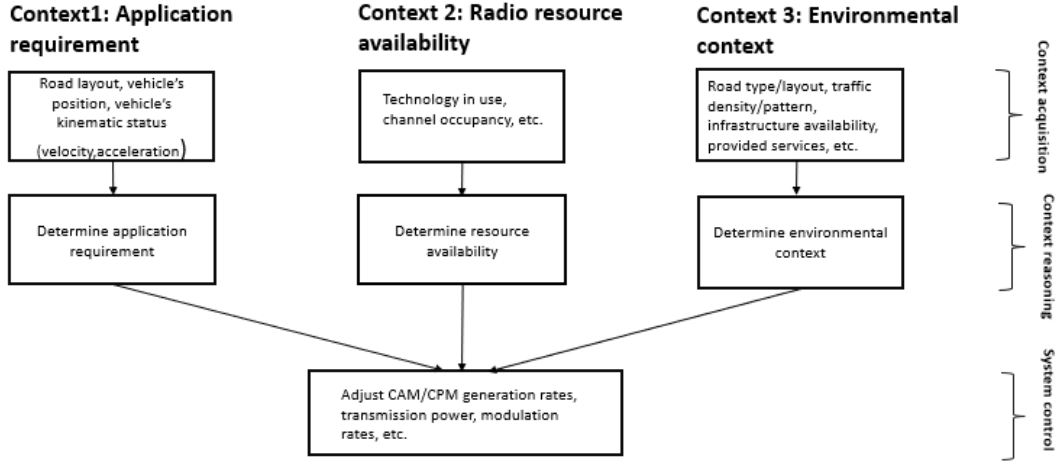 Context1: Application
requirement
Context 2: Radio resource
availability
Context 3: Environmental
context
Road layout, vehicle's
position, vehicle's
kinematic status
(velocity,acceleration)
Technology in use,
channel occupancy, etc.
Road type/layout, traffic
density/pattern,
infrastructure availability,
provided services, etc.
Context acquisition
Determine application
requirement
Determine resource
availability
Determine environmental
context
Context reasoning
Adjust CAM/CPM generation rates,
transmission power, modulation
rates, etc.
System control